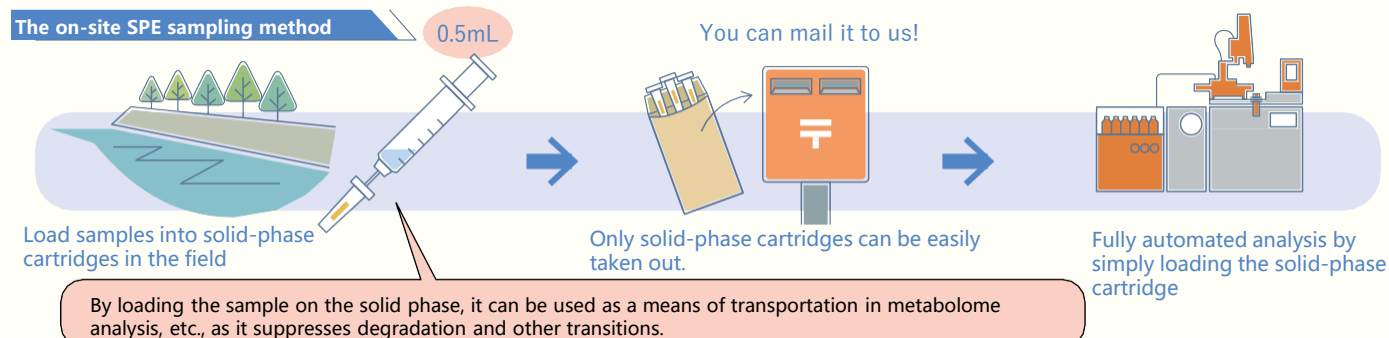 The on-site SPE sampling method
0.5mL
You can mail it to us!
〒
Load samples into solid-phase
cartridges in the field
Only solid-phase cartridges can be easily
taken out.
Fully automated analysis by
simply loading the solid-phase
cartridge
By loading the sample on the solid phase, it can be used as a means of transportation in metabolome
analysis, etc., as it suppresses degradation and other transitions.